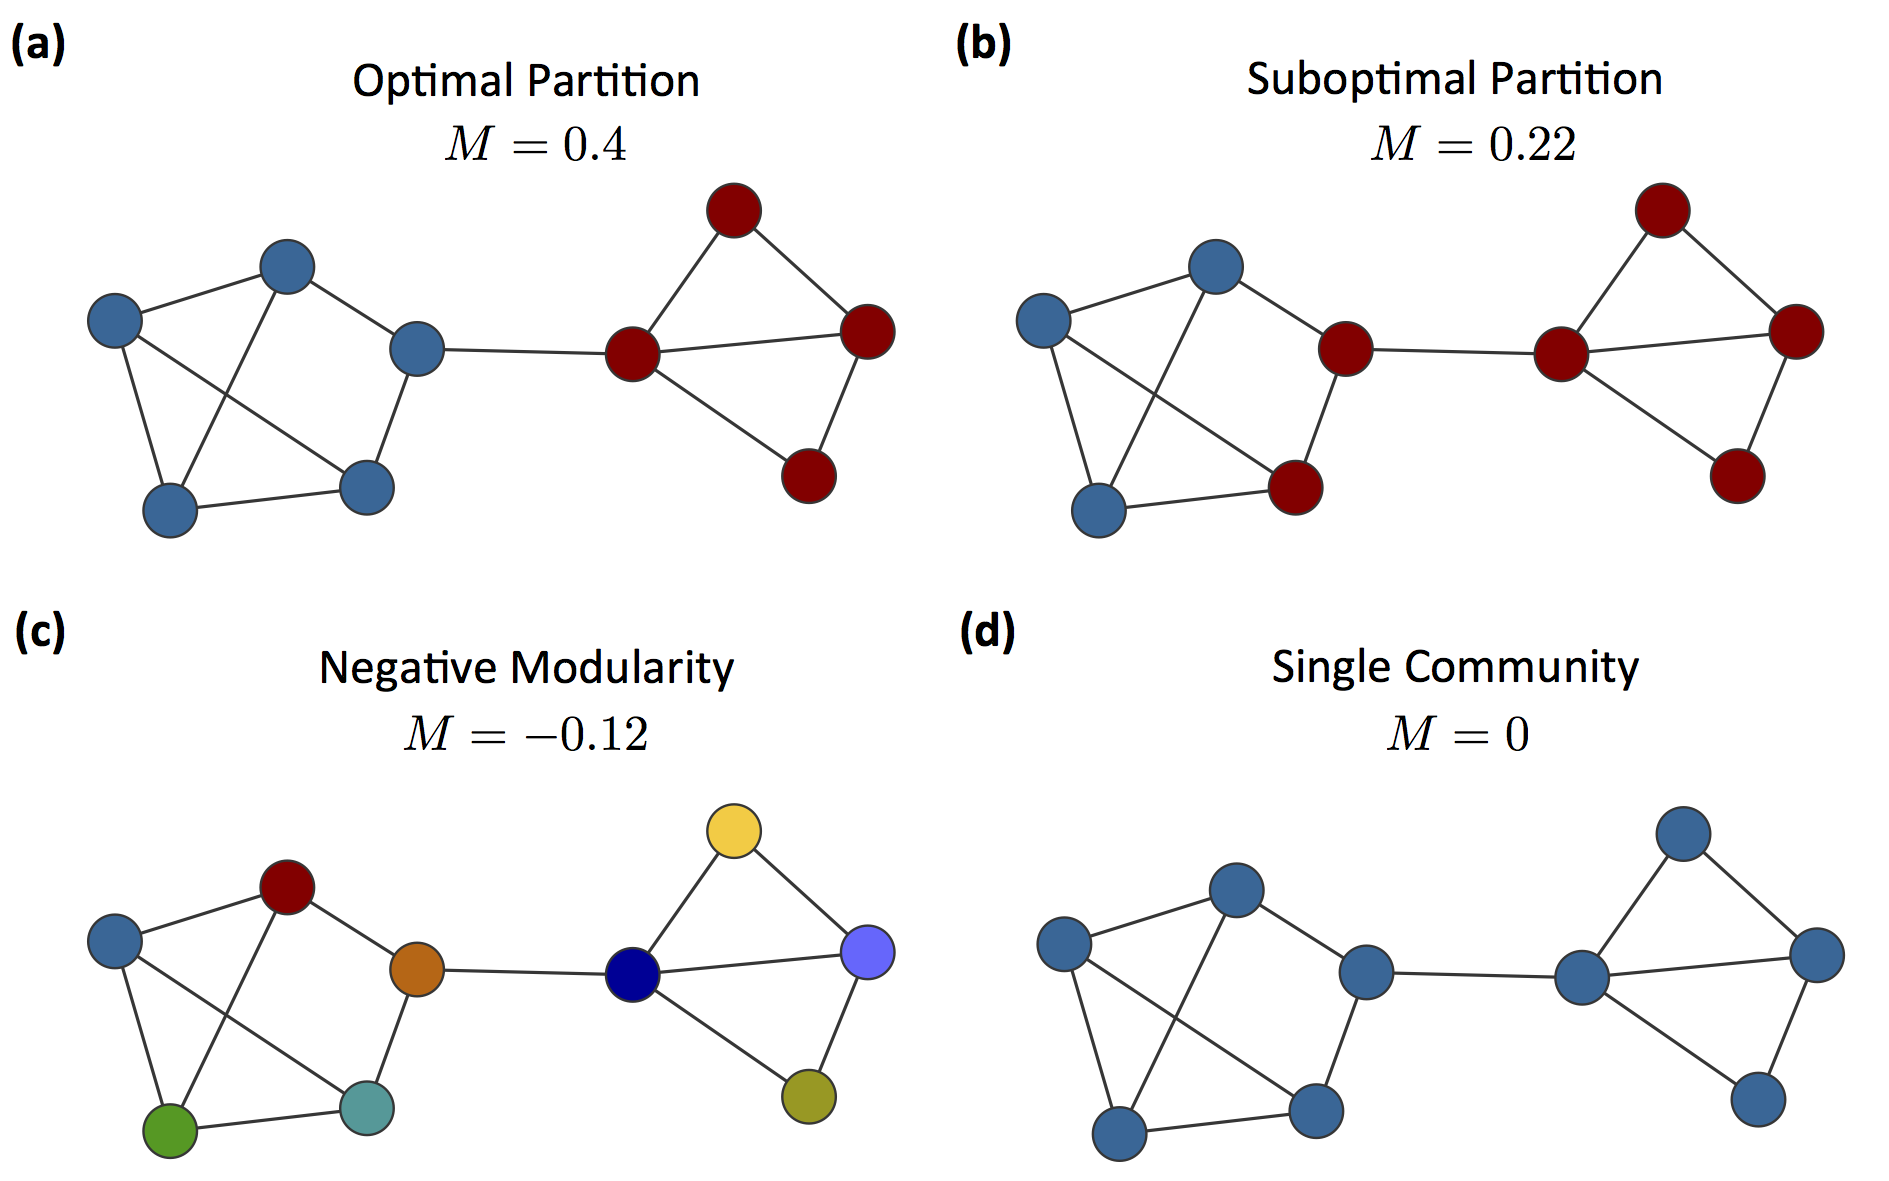 (a)
Optimal Partition
M = 0.4
(b)
Suboptimal Partition
M = 0.22
(c)
Negative Modularity
M = −0.12
(d)
Single Community
M = 0